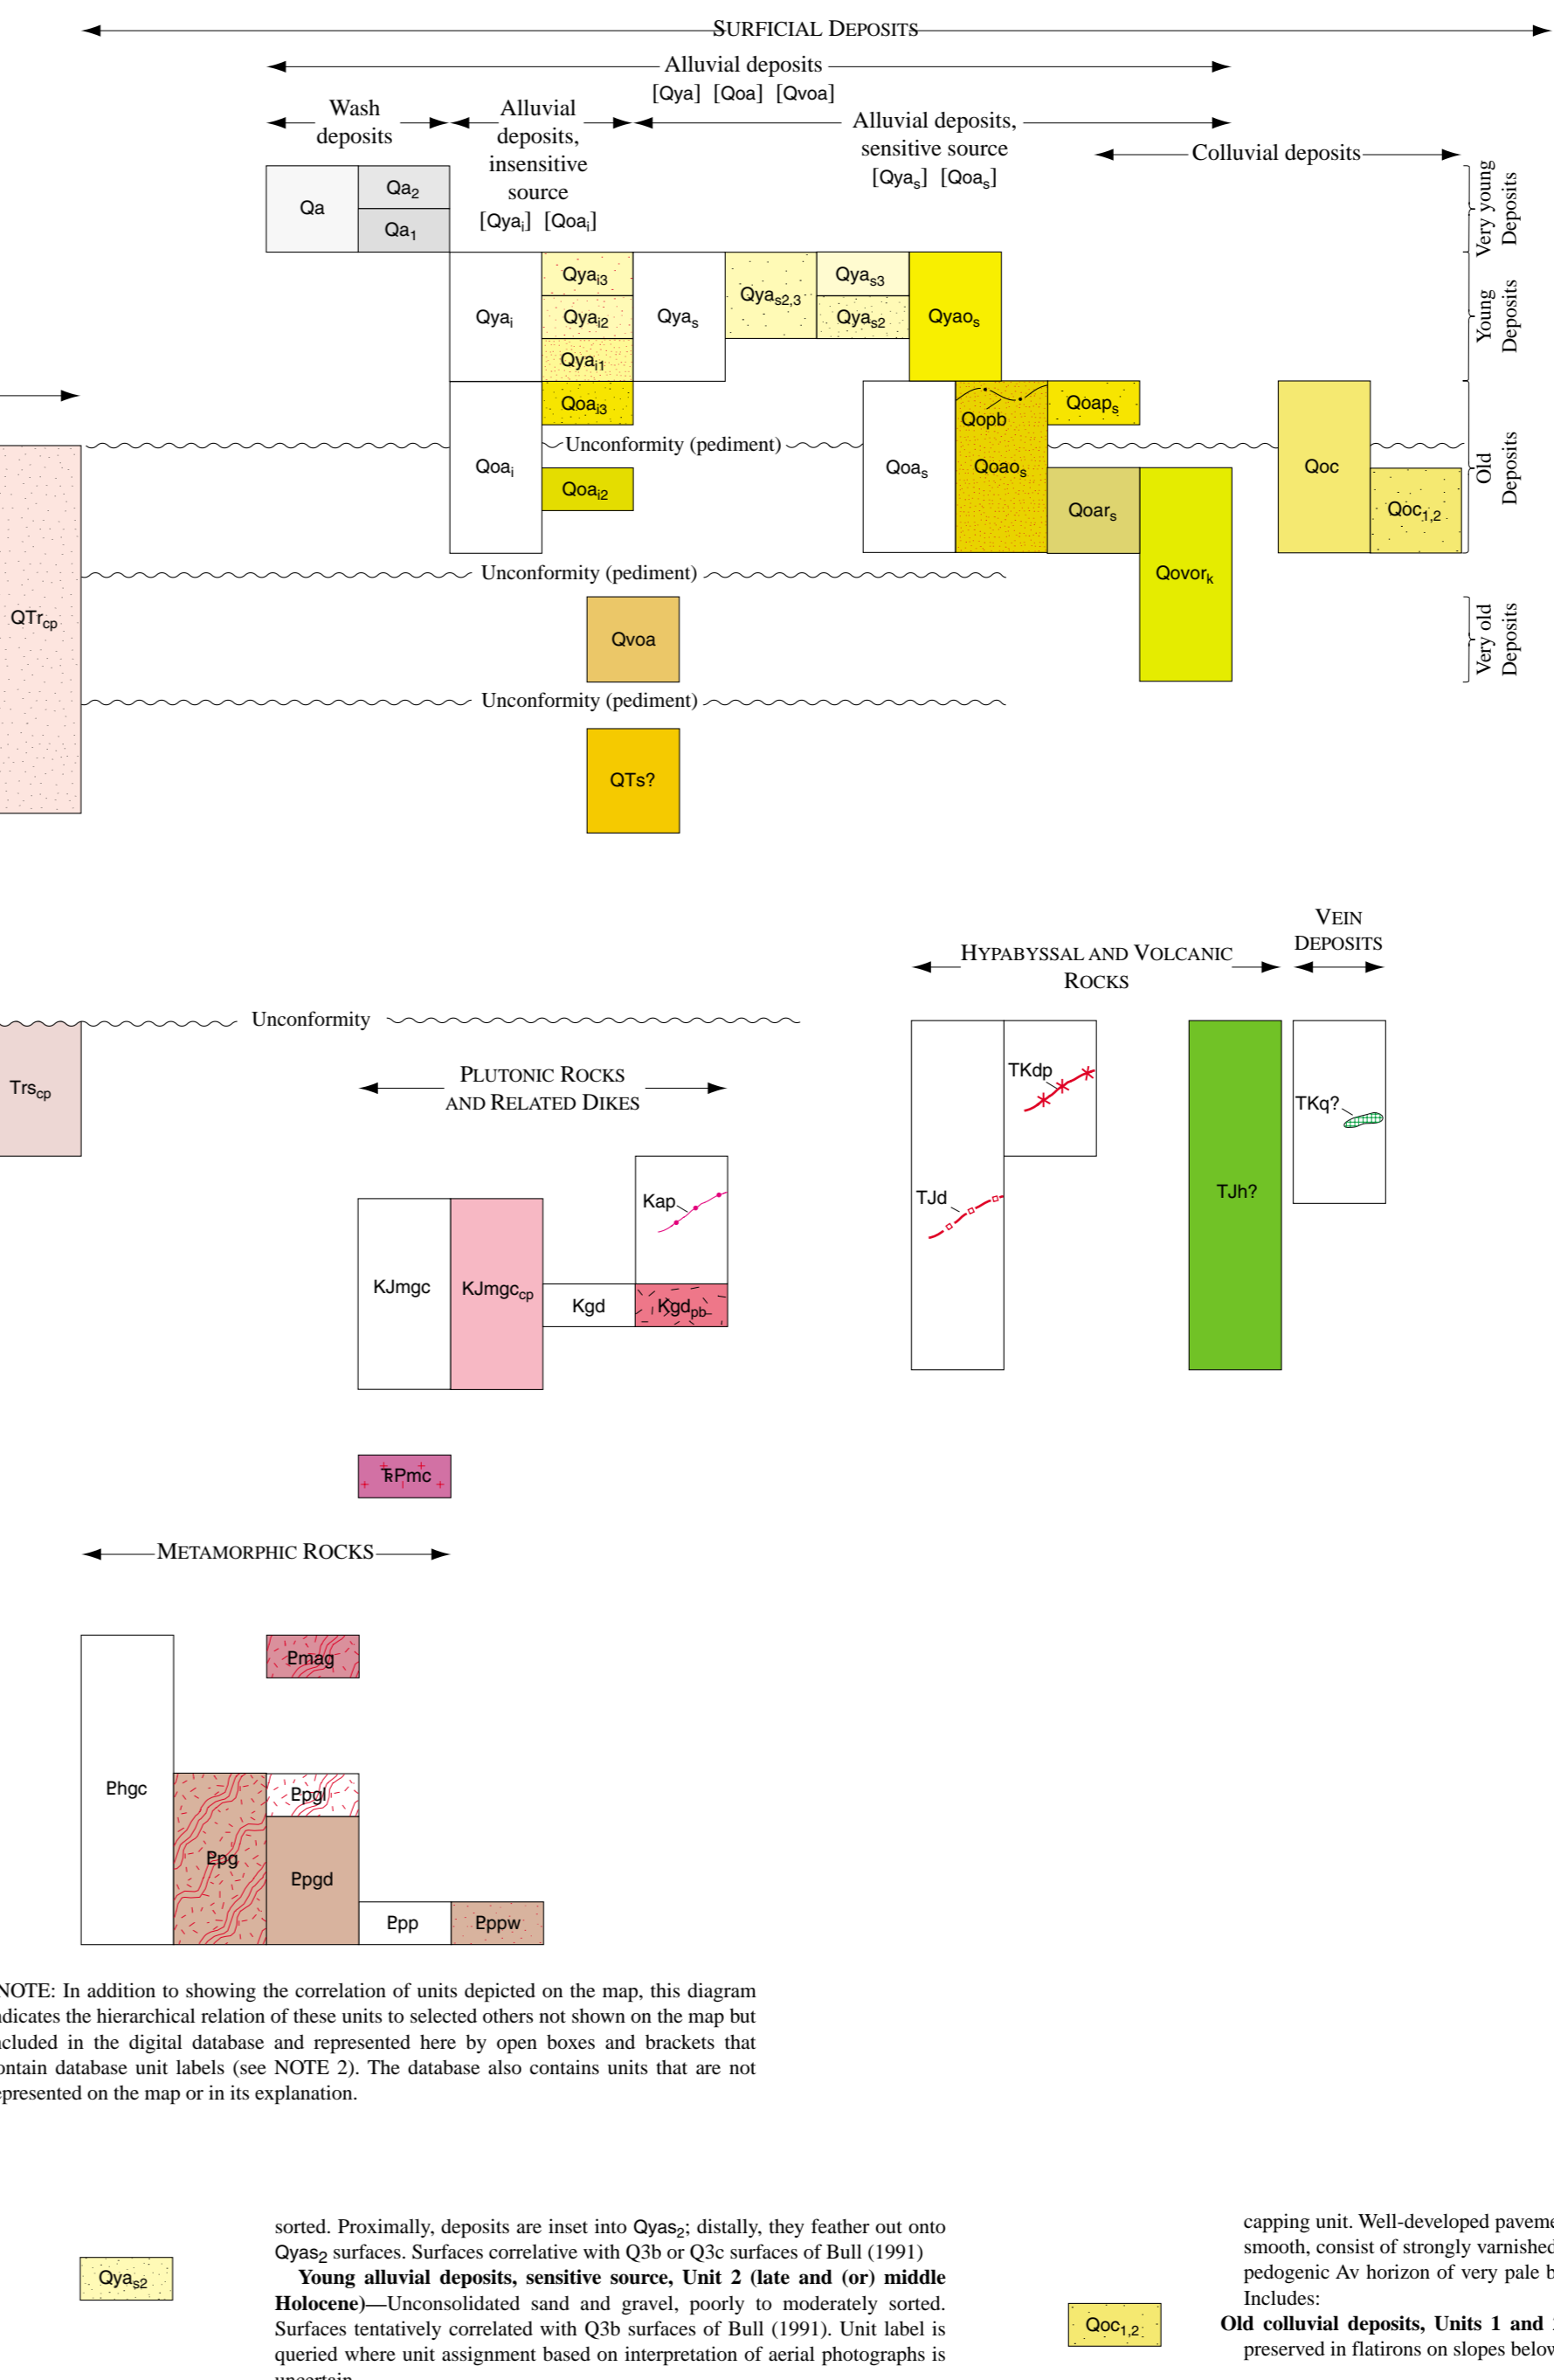 SURFICIAL DEPOSITS
Alluvial deposits
[Qya] [Qoa] [Qvoa]
Wash
deposits
Alluvial
deposits,
insensitive
source
[Qyai] [Qoai]
Alluvial deposits,
sensitive source
[Qyas] [Qoas]
Colluvial deposits
Very young
Deposits
Young
Deposits
Old
Deposits
Very old
Deposits
Qa
Qa2
Qa1
Qyai
Qyai3
Qyai2
Qyai1
Qyas
Qyas2,3
Qyas3
Qyas2
Qyaos
Qoai
Qoai3
Unconformity (pediment)
Qoai2
Qoas
Qopb
Qoaos
Qoaps
Qoars
Qovork
Qoc
Qoc1,2
QTrcp
Unconformity (pediment)
Qvoa
Unconformity (pediment)
QTs?
HYPABYSSAL AND VOLCANIC
ROCKS
VEIN
DEPOSITS
Unconformity
Trscp
PLUTONIC ROCKS
AND RELATED DIKES
TKdp
TJd
TJh?
TKq?
Kap
KJmgc
KJmgccp
Kgd
Kgdpb
TRPmc
METAMORPHIC ROCKS
Pmag
Phgc
Ppgl
Ppg
Ppgd
Ppp
Pppw
NOTE: In addition to showing the correlation of units depicted on the map, this diagram
ndicates the hierarchical relation of these units to selected others not shown on the map but
ncluded in the digital database and represented here by open boxes and brackets that
ontain database unit labels (see NOTE 2). The database also contains units that are not
epresented on the map or in its explanation.
sorted. Proximally, deposits are inset into Qyas2; distally, they feather out onto
Qyas2 surfaces. Surfaces correlative with Q3b or Q3c surfaces of Bull (1991)
Qyas2
Young alluvial deposits, sensitive source, Unit 2 (late and (or) middle
Holocene)—Unconsolidated sand and gravel, poorly to moderately sorted.
Surfaces tentatively correlated with Q3b surfaces of Bull (1991). Unit label is
queried where unit assignment based on interpretation of aerial photographs is
uncertain
capping unit. Well-developed paveme
smooth, consist of strongly varnished
pedogenic Av horizon of very pale b
Includes:
Qoc1,2
Old colluvial deposits, Units 1 and
preserved in flatirons on slopes below